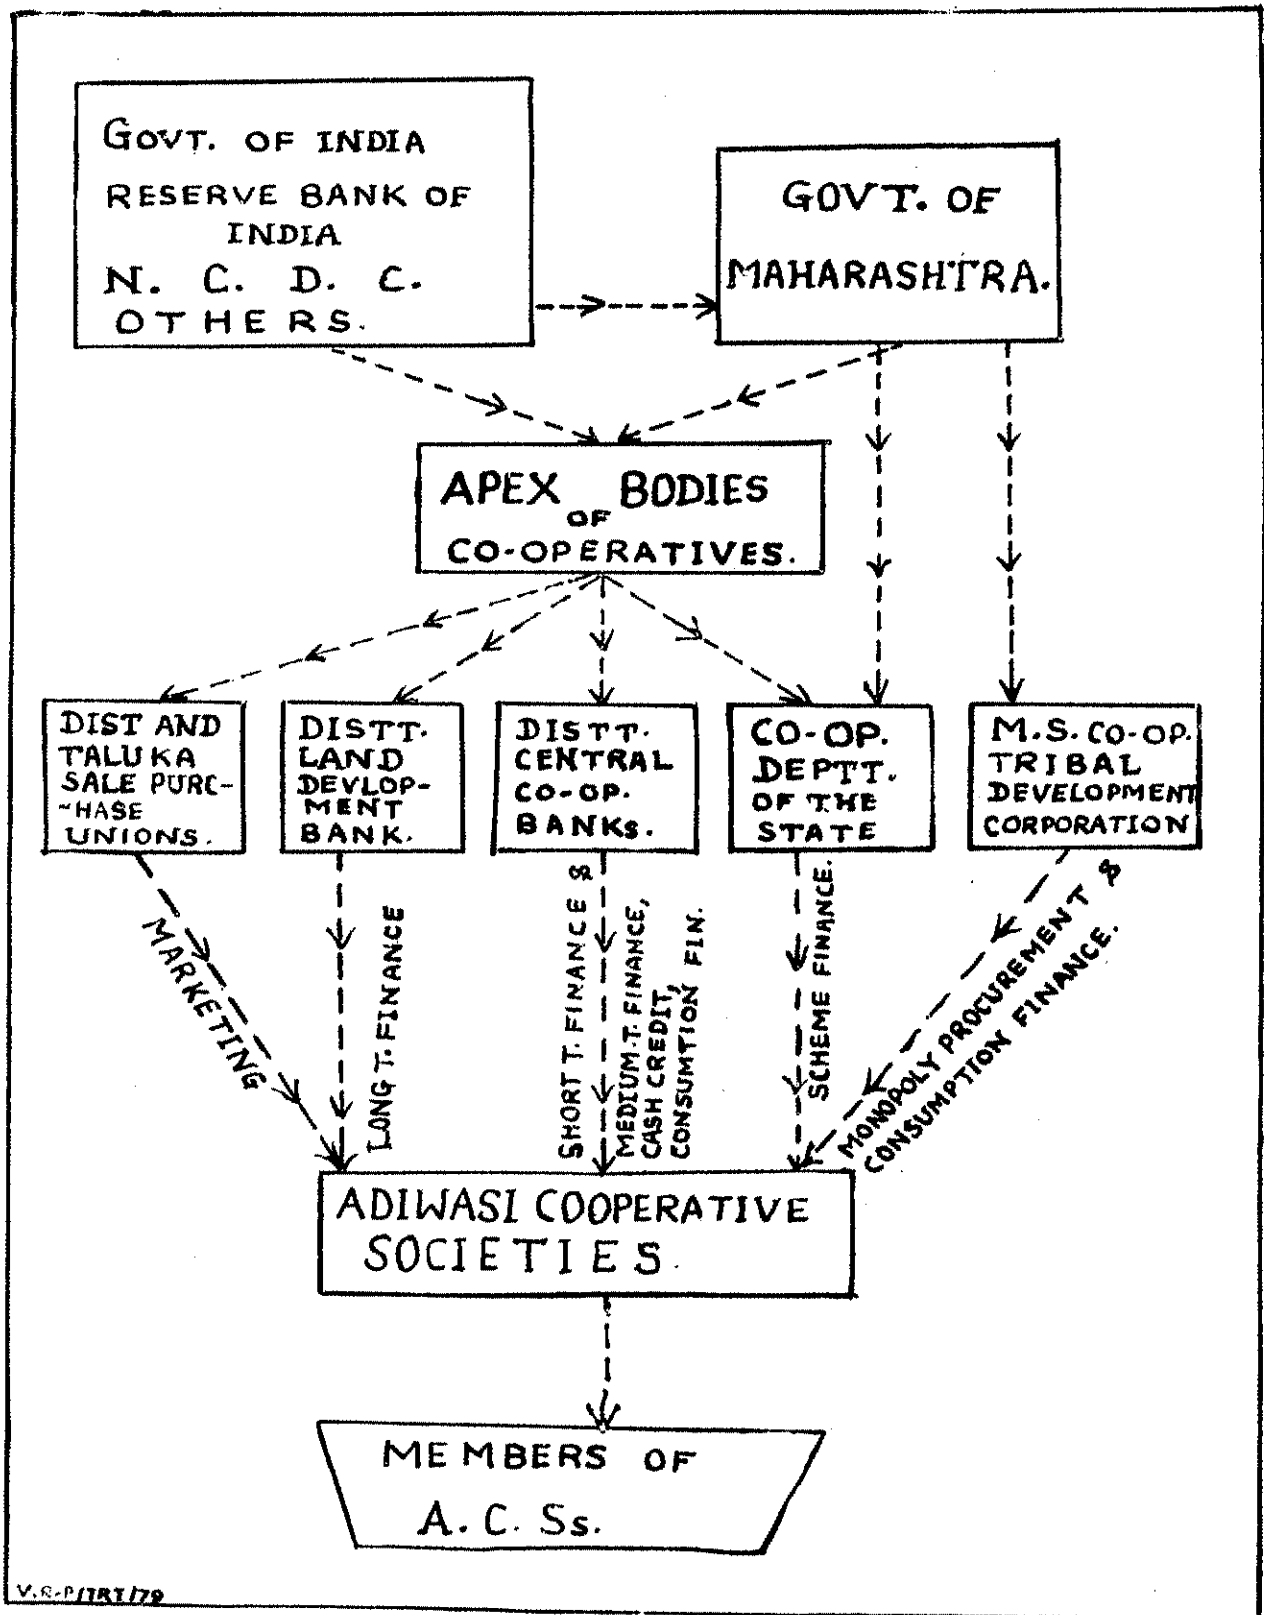 GOVT. OF INDIA
RESERVE BANK OF
INDIA
N. C. D. C.
OTHERS.
GOVT. OF
MAHARASHTRA.
APEX BODIES
OF
CO-OPERATIVES.
DIST AND
TALUKA
SALE PURC-
-HASE
UNIONS.
DISTT.
LAND
DEVLOP-
MENT
BANK.
DISTT.
CENTRAL
CO-OP.
BANKS.
CO-OP.
DEPTT.
OF THE
STATE
M.S. CO-OP.
TRIBAL
DEVELOPMENT
CORPORATION
MARKETING
LONG T. FINANCE
SHORT T. FINANCE &
MEDIUM-T. FINANCE,
CASH CREDIT,
CONSUMTION FIN.
SCHEME FINANCE.
MONOPOLY PROCUREMENT &
CONSUMPTION FINANCE.
ADIWASI COOPERATIVE
SOCIETIES.
MEMBERS OF
A. C. Ss.
V.R-P/TRT/79